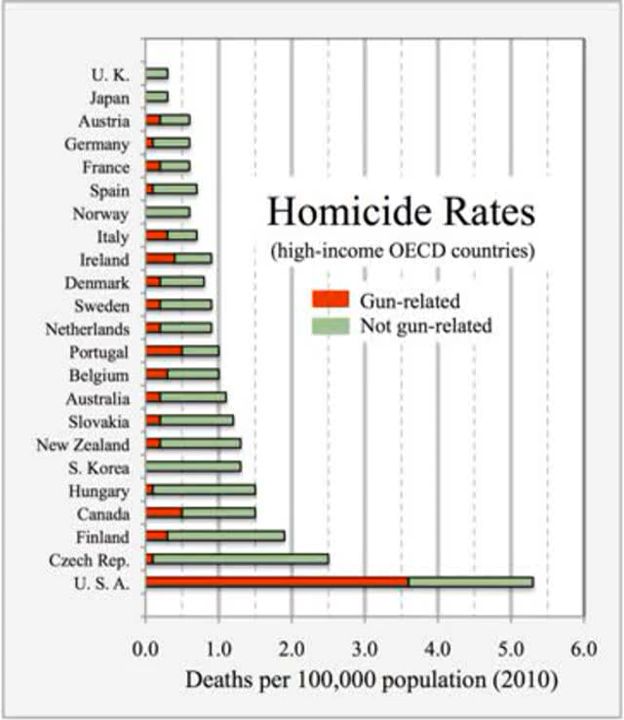 U. K.
Japan
Austria
Germany
France
Spain
Norway
Italy
Ireland
Denmark
Sweden
Netherlands
Portugal
Belgium
Australia
Slovakia
New Zealand
S. Korea
Hungary
Canada
Finland
Czech Rep.
U. S. A.
Homicide Rates
(high-income OECD countries)
Gun-related
Not gun-related
0.0 1.0 2.0 3.0 4.0 5.0 6.0
Deaths per 100,000 population (2010)